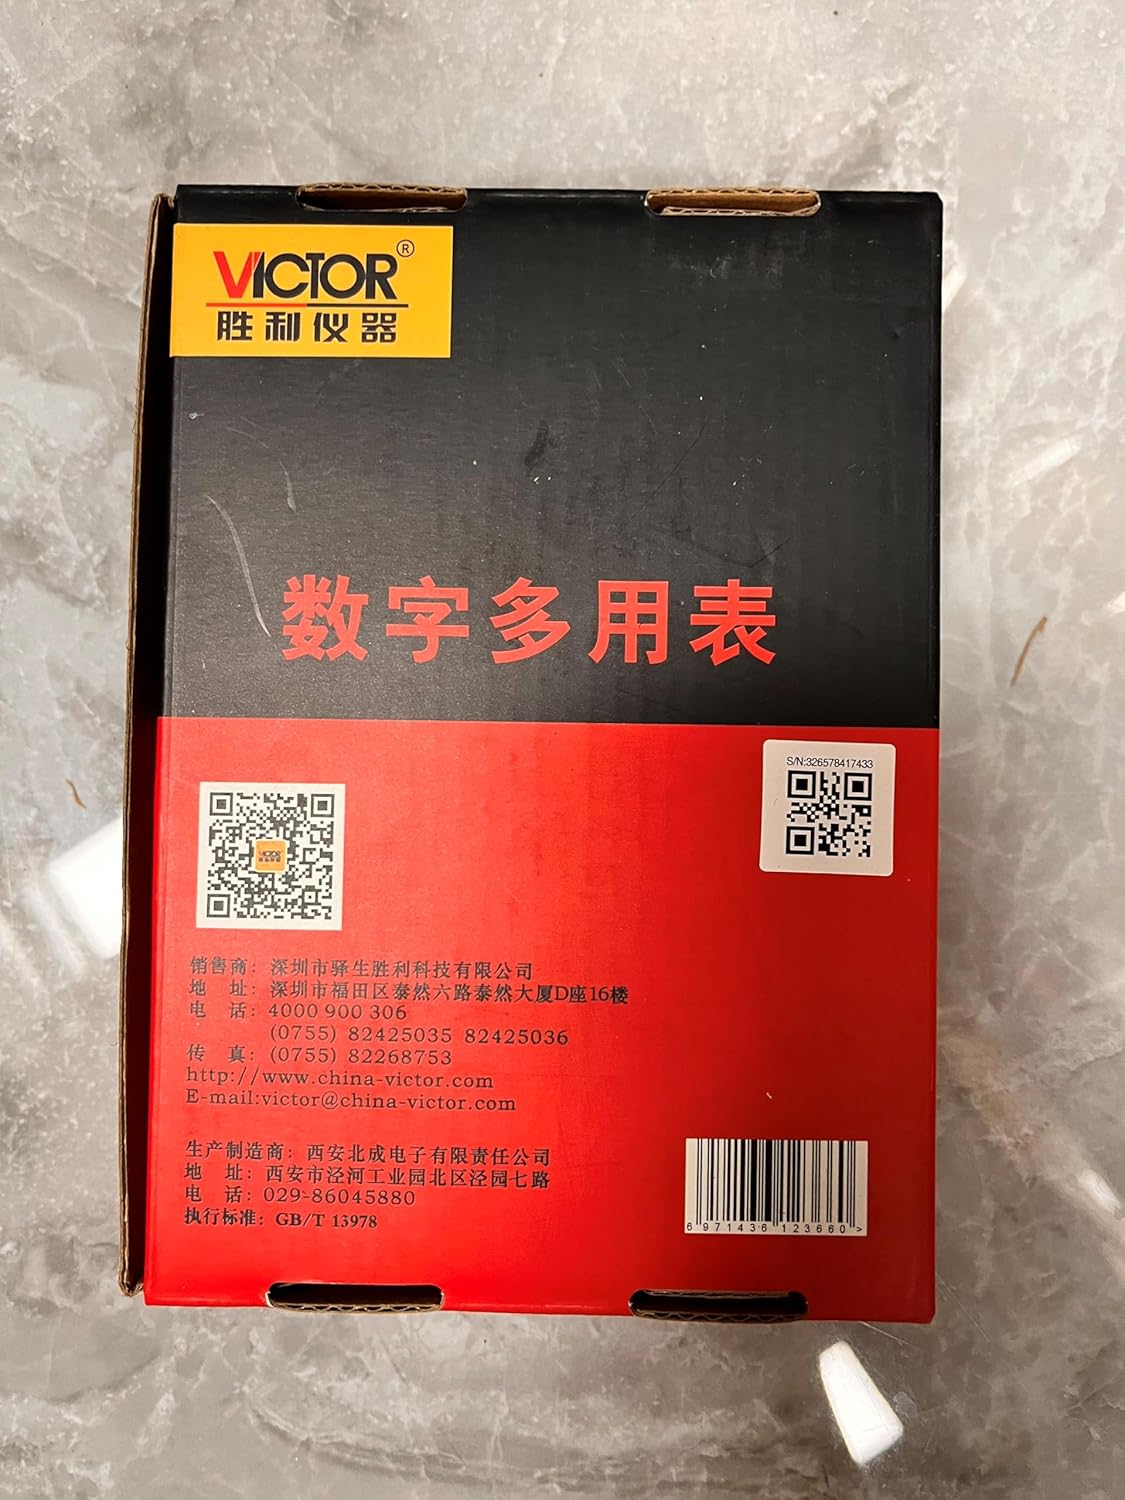 VICTOR®
胜利仪器
数字多用表
S/N:326578417433
VICTOR
胜利仪器
销售商：深圳市驿生胜利科技有限公司
地　址：深圳市福田区泰然六路泰然大厦D座16楼
电　话：4000 900 306
(0755) 82425035 82425036
传　真：(0755) 82268753
http://www.china-victor.com
E-mail:victor@china-victor.com
生产制造商：西安北成电子有限责任公司
地　址：西安市泾河工业园北区泾园七路
电　话：029-86045880
执行标准：GB/T 13978
6 971436 123660 >